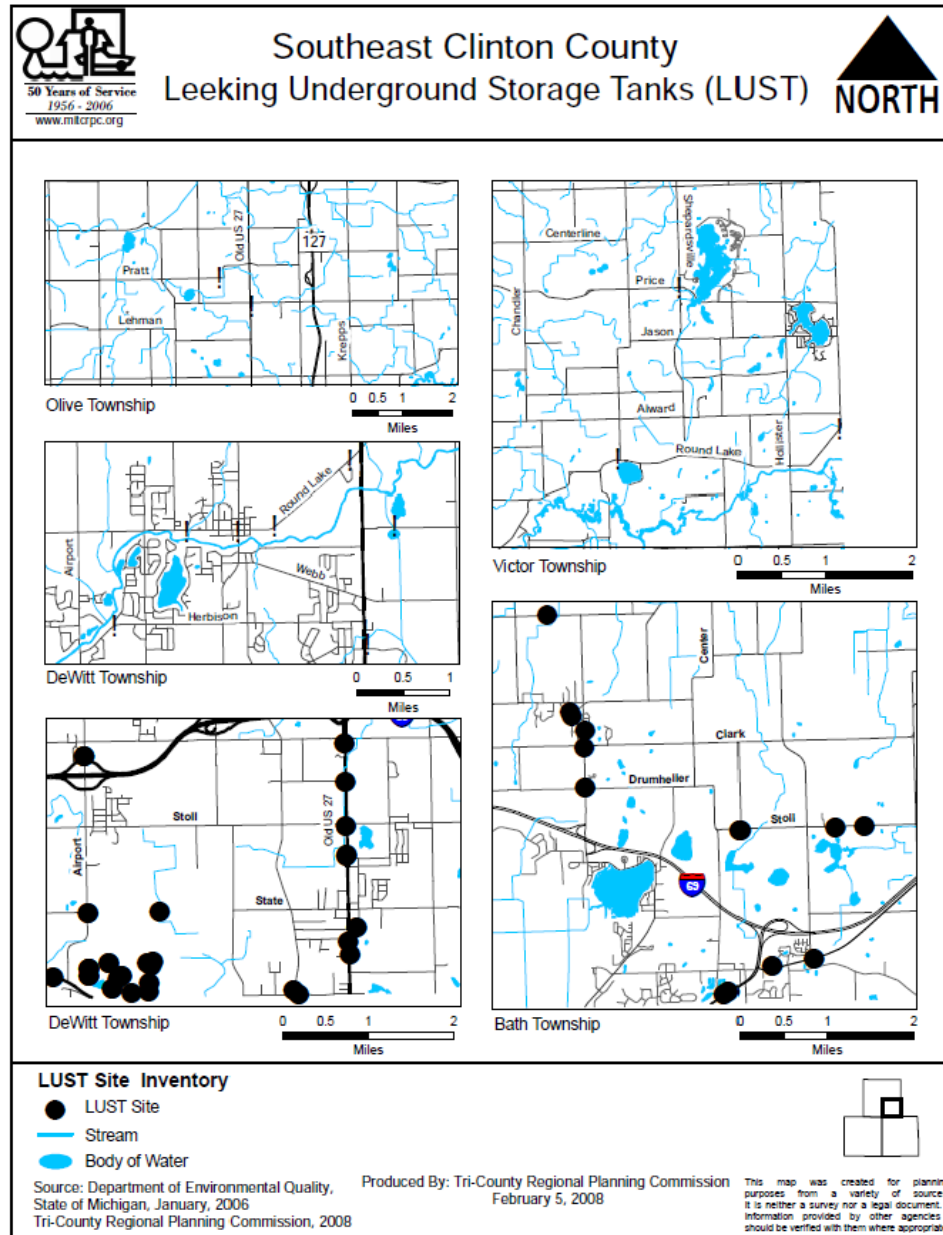 50 Years of Service
1956 - 2006
www.mitcrpc.org
Southeast Clinton County
Leeking Underground Storage Tanks (LUST)
NORTH
Old US 27
127
Pratt
Lehman
Krepps
Olive Township
0 0.5 1 2
Miles
Shepardsville
Centerline
Price
Chandler
Jason
Alward
Round Lake
Hollister
Victor Township
0 0.5 1 2
Miles
Round Lake
Airport
Webb
Herbison
DeWitt Township
0 0.5 1
Miles
Stoll
Old US 27
Airport
State
DeWitt Township
0 0.5 1 2
Miles
Center
Clark
Drumheller
Stoll
69
Bath Township
0 0.5 1 2
Miles
LUST Site Inventory
LUST Site
Stream
Body of Water
Source: Department of Environmental Quality,
State of Michigan, January, 2006
Tri-County Regional Planning Commission, 2008
Produced By: Tri-County Regional Planning Commission
February 5, 2008
This map was created for plannin
purposes from a variety of source
It is neither a survey nor a legal document.
Information provided by other agencies
should be verified with them where appropriat